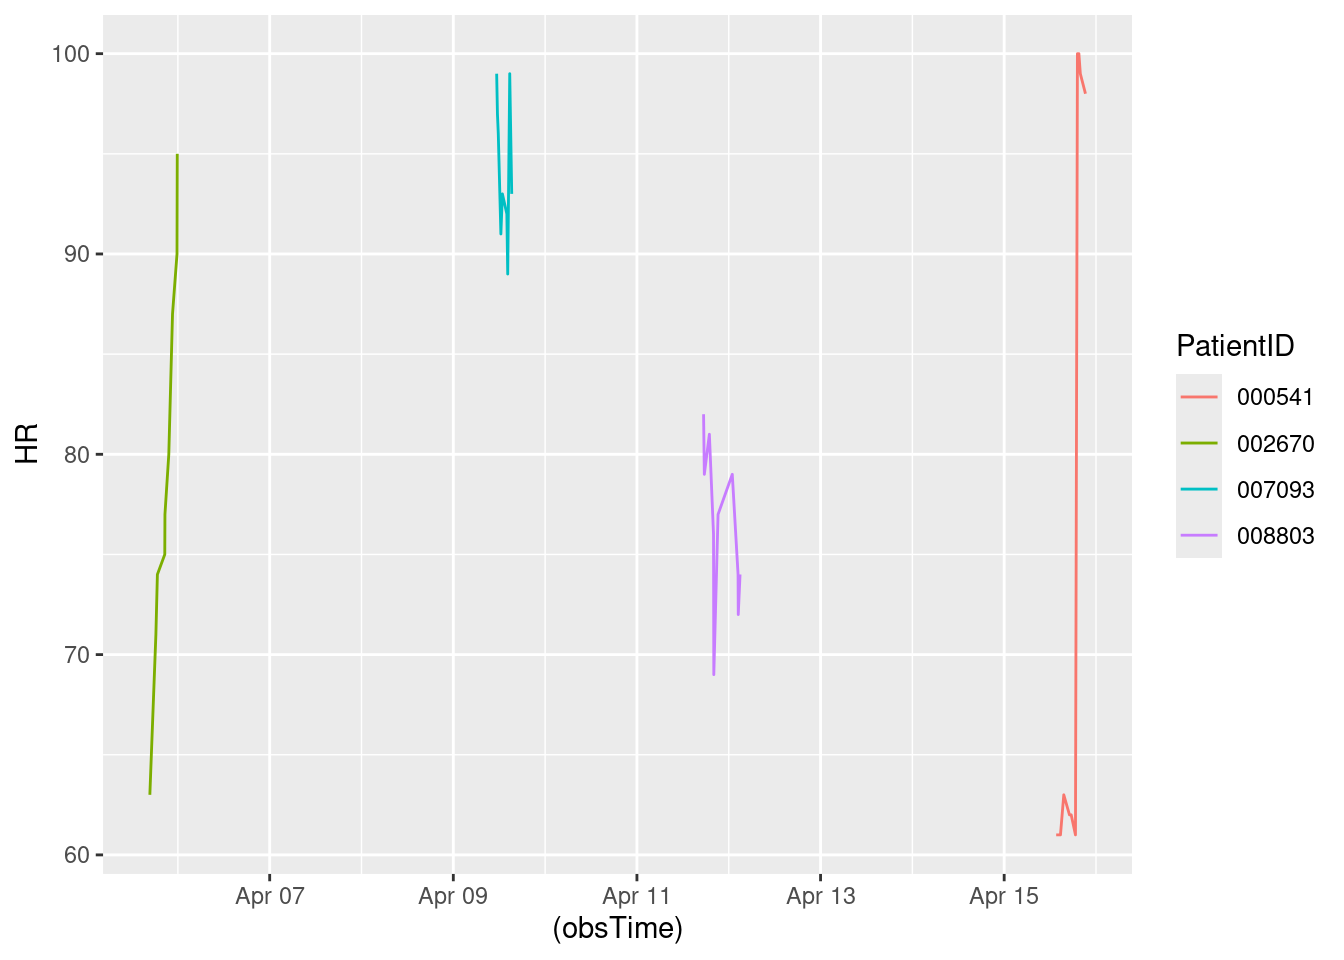 100
90
80
70
60
HR
Apr 07
Apr 09
Apr 11
Apr 13
Apr 15
(obsTime)
PatientID
000541
002670
007093
008803